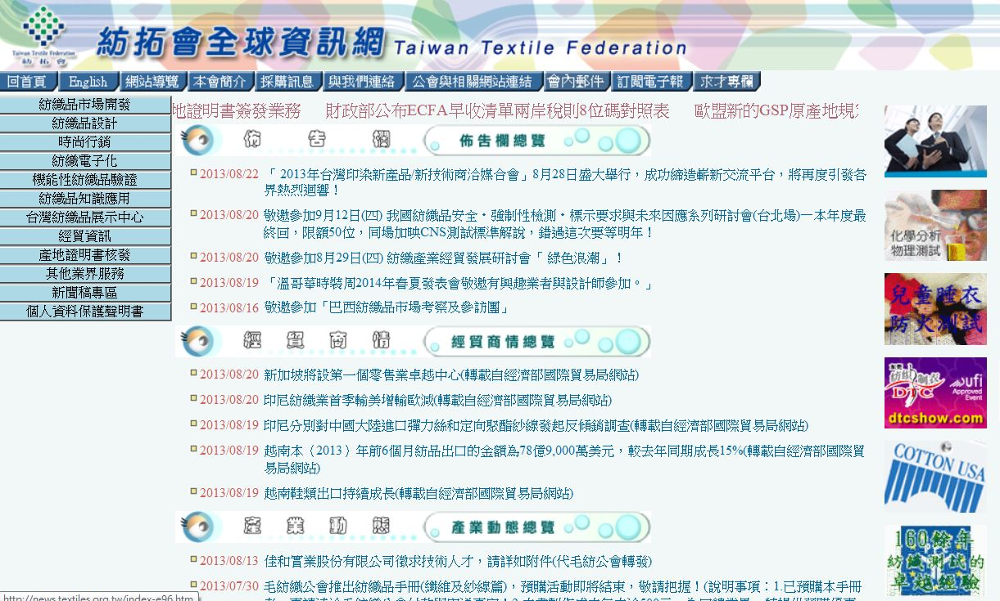 Taiwan Textile Federation
紡 拓 會
紡拓會全球資訊網 Taiwan Textile Federation
回首頁 English 網站導覽 本會簡介 採購訊息 與我們連絡 公會與相關網站連結 會內郵件 訂閱電子報 求才專欄
紡織品市場開發
紡織品設計
時尚行銷
紡織電子化
機能性紡織品驗證
紡織品知識應用
台灣紡織品展示中心
經貿資訊
產地證明書核發
其他業界服務
新聞稿專區
個人資料保護聲明書
地證明書簽發業務 財政部公布ECFA早收清單兩岸稅則8位碼對照表 歐盟新的GSP原產地規
佈 告 欄 佈告欄總覽
2013/08/22 「 2013年台灣印染新產品/新技術商洽媒合會」8月28日盛大舉行，成功締造嶄新交流平台，將再度引發各
界熱烈迴響！
2013/08/20 敬邀參加9月12日(四) 我國紡織品安全‧強制性檢測‧標示要求與未來因應系列研討會(台北場)—本年度最
終回，限額50位，同場加映CNS測試標準解說，錯過這次要等明年！
2013/08/20 敬邀參加8月29日(四) 紡織產業經貿發展研討會「 綠色浪潮」！
2013/08/19 「溫哥華時裝周2014年春夏發表會敬邀有興趣業者與設計師參加。」
2013/08/16 敬邀參加「巴西紡織品市場考察及參訪團」
經 貿 商 情 經貿商情總覽
2013/08/20 新加坡將設第一個零售業卓越中心(轉載自經濟部國際貿易局網站)
2013/08/20 印尼紡織業首季輸美增輸歐減(轉載自經濟部國際貿易局網站)
2013/08/19 印尼分別對中國大陸進口彈力絲和定向聚酯紗線發起反傾銷調查(轉載自經濟部國際貿易局網站)
2013/08/19 越南本〈2013〉年前6個月紡品出口的金額為78億9,000萬美元，較去年同期成長15%(轉載自經濟部國際貿
易局網站)
2013/08/19 越南鞋類出口持續成長(轉載自經濟部國際貿易局網站)
產 業 動 態 產業動態總覽
2013/08/13 佳和實業股份有限公司徵求技術人才，請詳如附件(代毛紡公會轉發)
2013/07/30 毛紡織公會推出紡織品手冊(纖維及紗線篇)，預購活動即將結束，敬請把握！(說明事項：1.已預購本手冊
http://news.textiles.org.tw/index-e96.htm
化學分析
物理測試
兒童睡衣
防火測試
紡織 制衣
DTC
ufi
Approved
Event
dtcshow.com
COTTON USA
160餘年
紡織測試的
卓越經驗